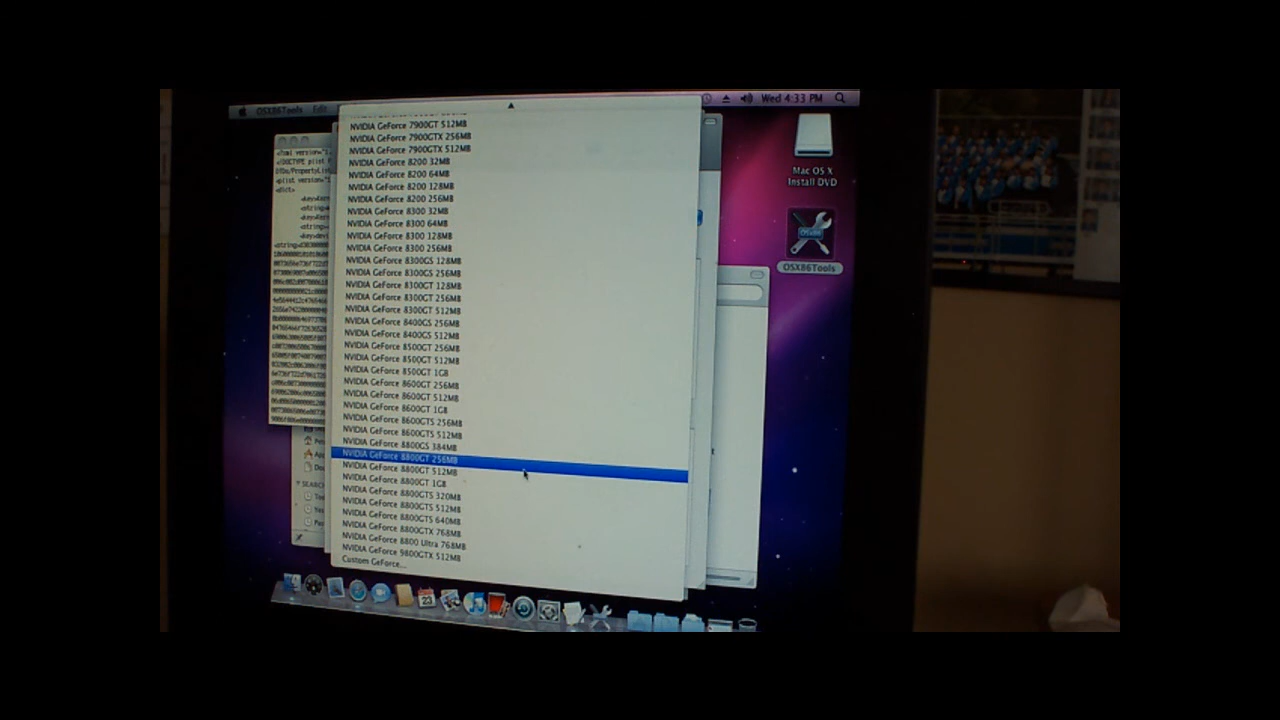 OSX86Tools Edit
Wed 4:33 PM
Mac OS X
Install DVD
OSX86Tools
NVIDIA GeForce 7900GT 512MB
NVIDIA GeForce 7900GTX 256MB
NVIDIA GeForce 7900GTX 512MB
NVIDIA GeForce 8200 32MB
NVIDIA GeForce 8200 64MB
NVIDIA GeForce 8200 128MB
NVIDIA GeForce 8200 256MB
NVIDIA GeForce 8300 32MB
NVIDIA GeForce 8300 64MB
NVIDIA GeForce 8300 128MB
NVIDIA GeForce 8300 256MB
NVIDIA GeForce 8300GS 128MB
NVIDIA GeForce 8300GS 256MB
NVIDIA GeForce 8300GT 128MB
NVIDIA GeForce 8300GT 256MB
NVIDIA GeForce 8300GT 512MB
NVIDIA GeForce 8400GS 256MB
NVIDIA GeForce 8400GS 512MB
NVIDIA GeForce 8500GT 256MB
NVIDIA GeForce 8500GT 512MB
NVIDIA GeForce 8500GT 1GB
NVIDIA GeForce 8600GT 256MB
NVIDIA GeForce 8600GT 512MB
NVIDIA GeForce 8600GT 1GB
NVIDIA GeForce 8600GTS 256MB
NVIDIA GeForce 8600GTS 512MB
NVIDIA GeForce 8800GS 384MB
NVIDIA GeForce 8800GT 256MB
NVIDIA GeForce 8800GT 512MB
NVIDIA GeForce 8800GT 1GB
NVIDIA GeForce 8800GTS 320MB
NVIDIA GeForce 8800GTS 512MB
NVIDIA GeForce 8800GTS 640MB
NVIDIA GeForce 8800GTX 768MB
NVIDIA GeForce 8800 Ultra 768MB
NVIDIA GeForce 9800GTX 512MB
Custom GeForce...
<dict>
23